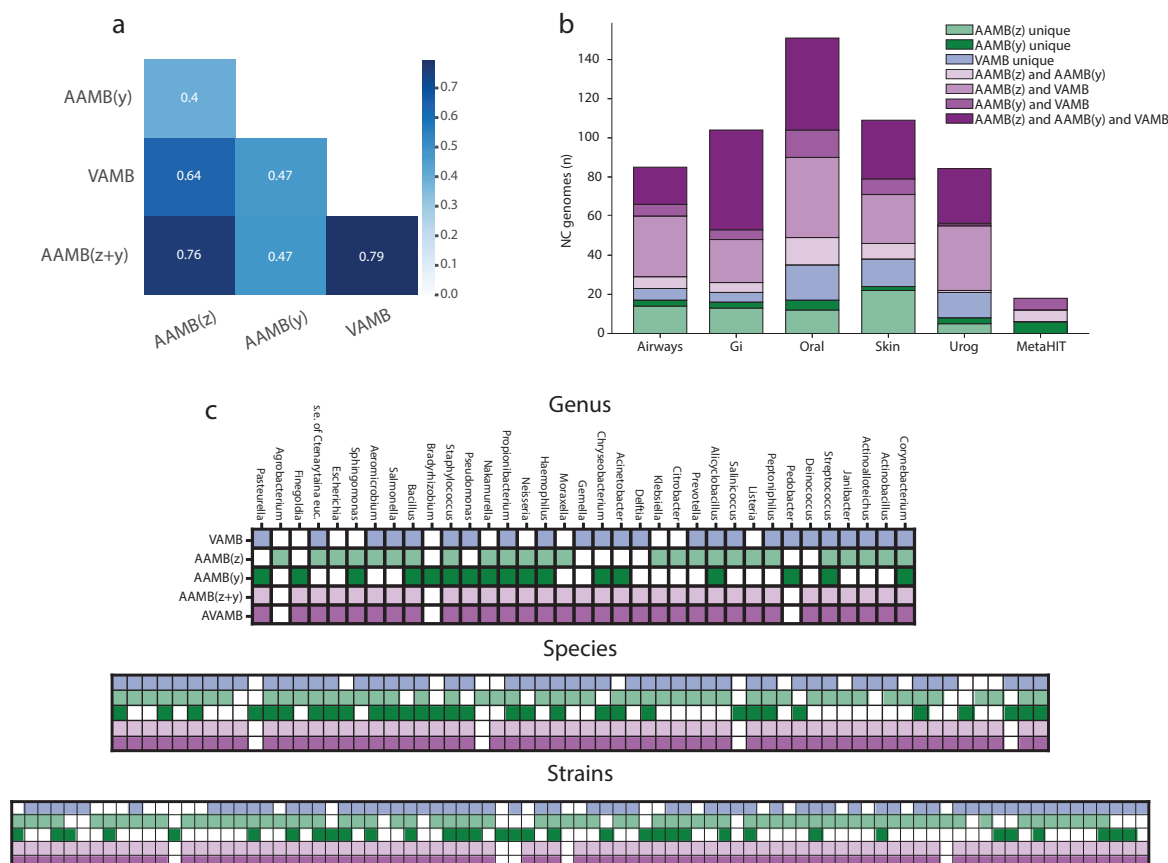 a
AAMB(y)
VAMB
AAMB(z+y)
0.4
0.64
0.47
0.76
0.47
0.79
AAMB(z)
AAMB(y)
VAMB
0.7
0.6
0.5
0.4
0.3
0.2
0.1
0.0
b
NC genomes (n)
140
120
100
80
60
40
20
0
Airways
Gi
Oral
Skin
Urog
MetaHIT
AAMB(z) unique
AAMB(y) unique
VAMB unique
AAMB(z) and AAMB(y)
AAMB(z) and VAMB
AAMB(y) and VAMB
AAMB(z) and AAMB(y) and VAMB
c
Genus
Pasteurella
Agrobacterium
Finegoldia
s.e. of Ctenarytaina euc.
Escherichia
Sphingomonas
Aeromicrobium
Salmonella
Bacillus
Bradyrhizobium
Staphylococcus
Pseudomonas
Nakamurella
Propionibacterium
Neisseria
Haemophilus
Moraxella
Gemella
Chryseobacterium
Acinetobacter
Delftia
Klebsiella
Citrobacter
Prevotella
Alicyclobacillus
Salinicoccus
Listeria
Peptoniphilus
Pedobacter
Deinococcus
Streptococcus
Janibacter
Actinoalloteichus
Actinobacillus
Corynebacterium
VAMB
AAMB(z)
AAMB(y)
AAMB(z+y)
AVAMB
Species
Strains